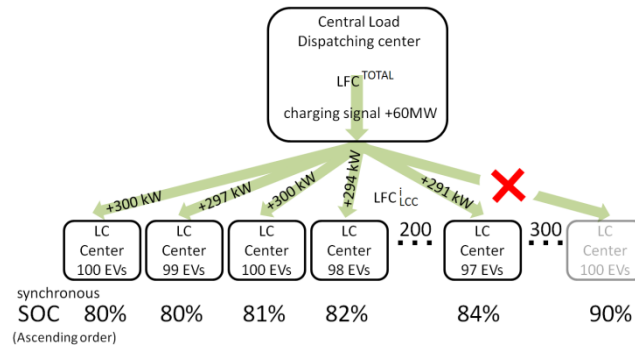 Central Load
Dispatching center
LFC TOTAL
charging signal +60MW
+300 kW
+297 kW
+300 kW
+294 kW
LFC i LCC
+291 kW
LC
Center
100 EVs
LC
Center
99 EVs
LC
Center
100 EVs
LC
Center
98 EVs
200
...
LC
Center
97 EVs
300
...
LC
Center
100 EVs
synchronous
SOC 80% 80% 81% 82% 84% 90%
(Ascending order)